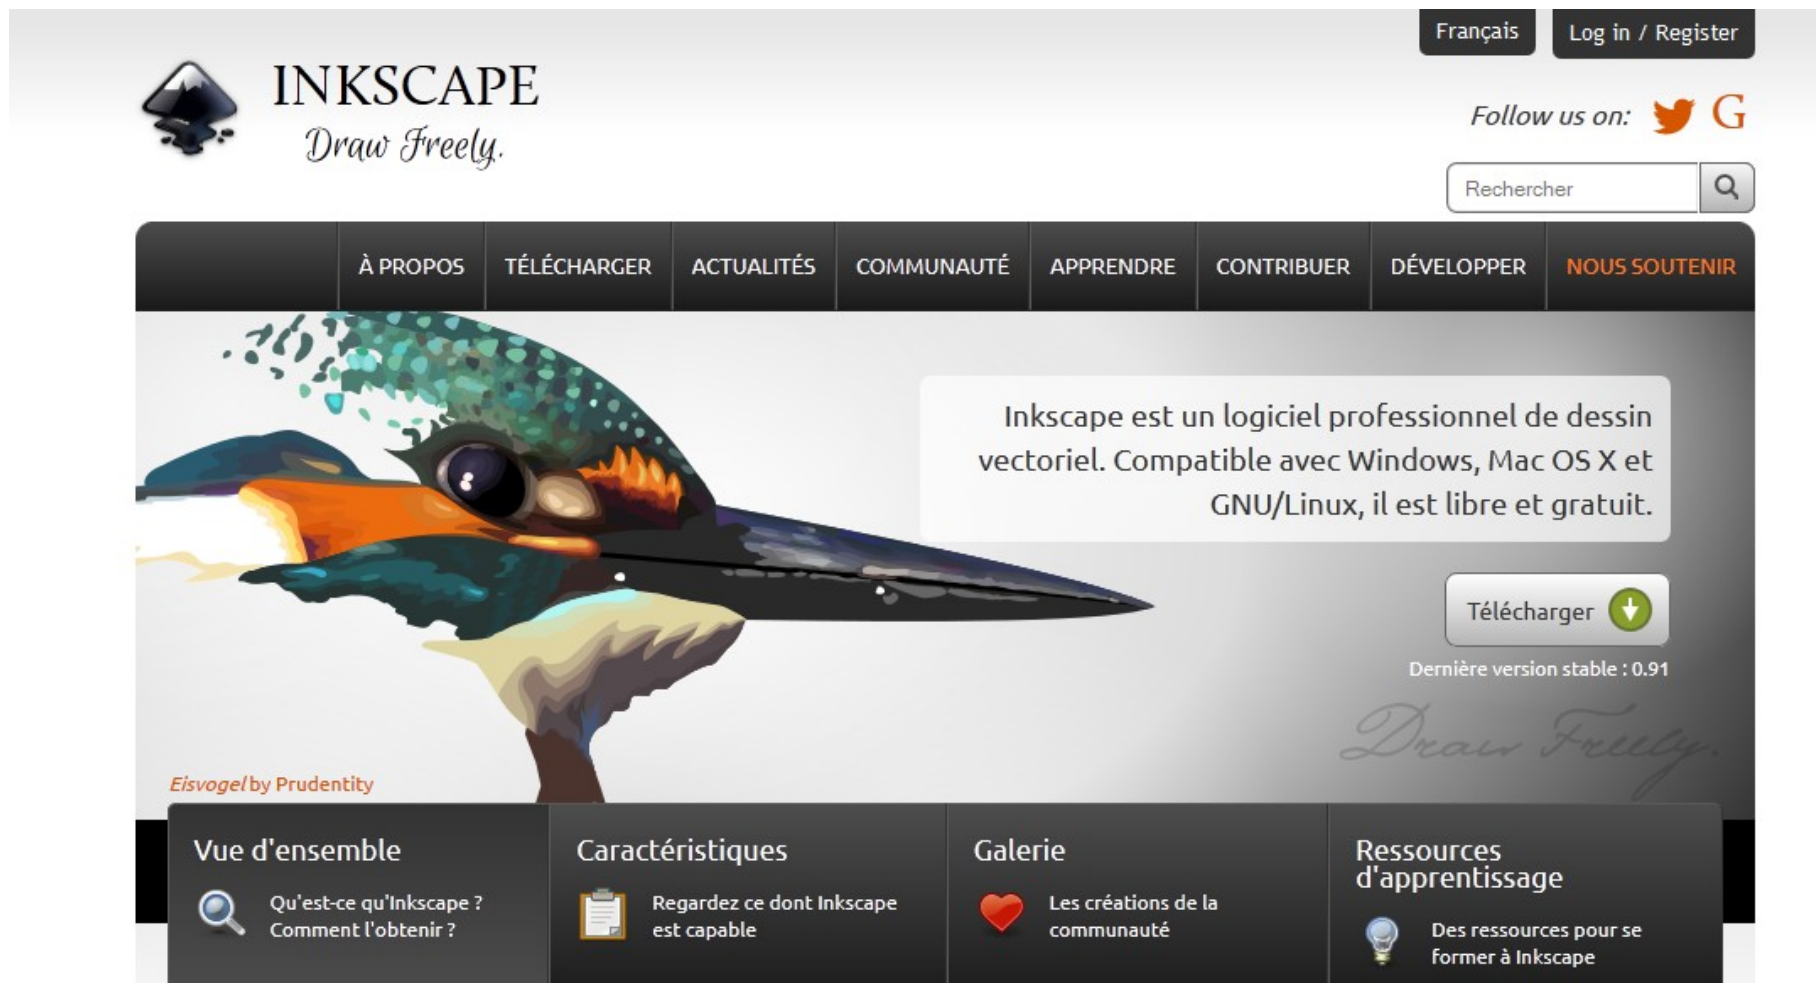 Français
Log in / Register
INKSCAPE
Draw Freely.
Follow us on:
G
Rechercher
À PROPOS
TÉLÉCHARGER
ACTUALITÉS
COMMUNAUTÉ
APPRENDRE
CONTRIBUER
DÉVELOPPER
NOUS SOUTENIR
Inkscape est un logiciel professionnel de dessin
vectoriel. Compatible avec Windows, Mac OS X et
GNU/Linux, il est libre et gratuit.
Télécharger
Dernière version stable : 0.91
Draw Freely.
Eisvogel by Prudentity
Vue d'ensemble
Qu'est-ce qu'Inkscape ?
Comment l'obtenir ?
Caractéristiques
Regardez ce dont Inkscape
est capable
Galerie
Les créations de la
communauté
Ressources
d'apprentissage
Des ressources pour se
former à Inkscape